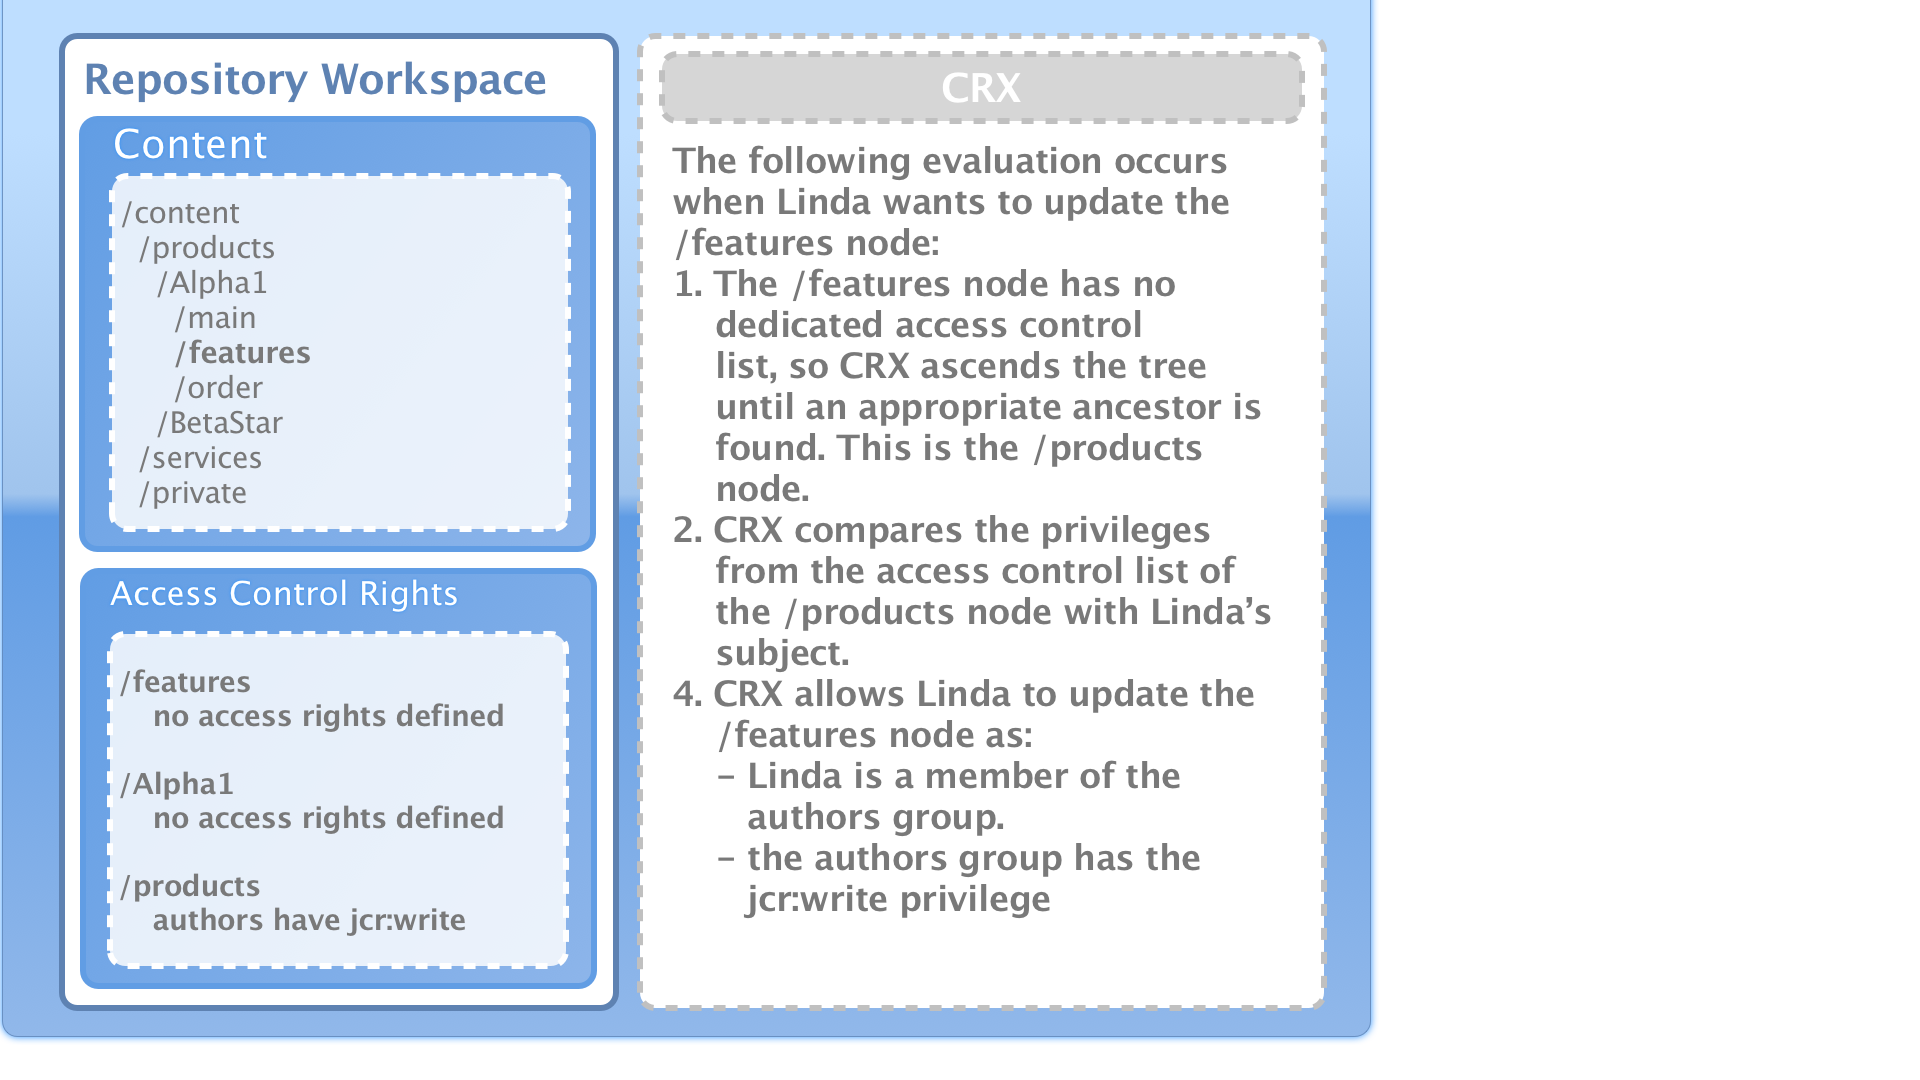 Repository Workspace
Content
/content
/products
/Alpha1
/main
/features
/order
/BetaStar
/services
/private
Access Control Rights
/features
no access rights defined
/Alpha1
no access rights defined
/products
authors have jcr:write
CRX
The following evaluation occurs
when Linda wants to update the
/features node:
1. The /features node has no
dedicated access control
list, so CRX ascends the tree
until an appropriate ancestor is
found. This is the /products
node.
2. CRX compares the privileges
from the access control list of
the /products node with Linda’s
subject.
4. CRX allows Linda to update the
/features node as:
– Linda is a member of the
authors group.
– the authors group has the
jcr:write privilege